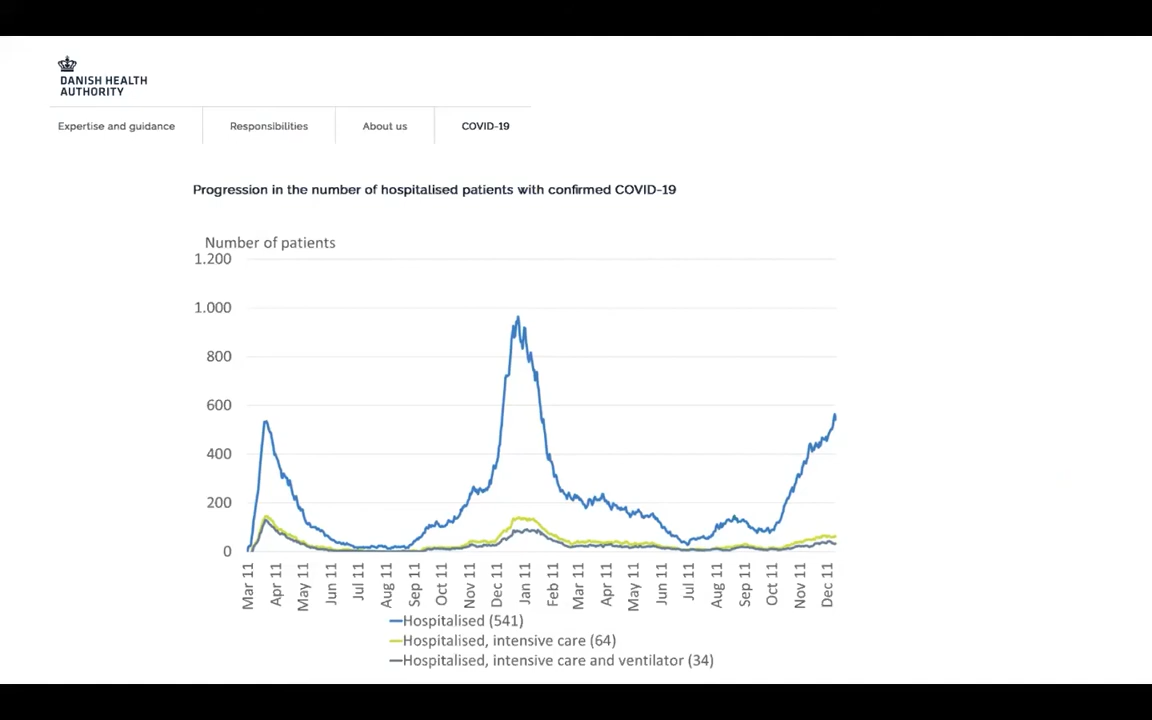 DANISH HEALTH
AUTHORITY
Expertise and guidance
Responsibilities
About us
COVID-19
Progression in the number of hospitalised patients with confirmed COVID-19
Number of patients
1.200
1.000
800
600
400
200
0
Mar 11
Apr 11
May 11
Jun 11
Jul 11
Aug 11
Sep 11
Oct 11
Nov 11
Dec 11
Jan 11
Feb 11
Mar 11
Apr 11
May 11
Jun 11
Jul 11
Aug 11
Sep 11
Oct 11
Nov 11
Dec 11
Hospitalised (541)
Hospitalised, intensive care (64)
Hospitalised, intensive care and ventilator (34)